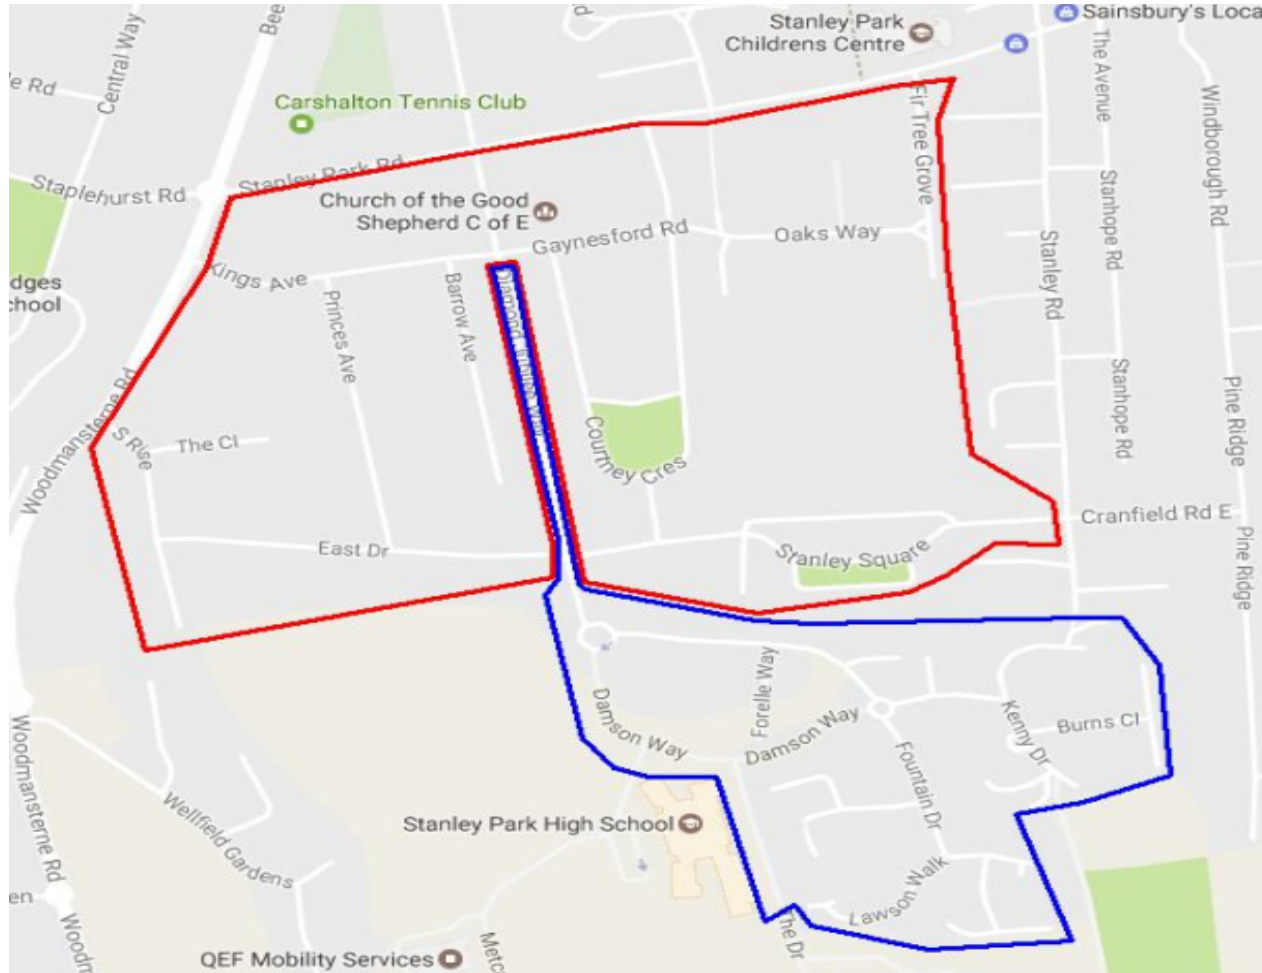 Sainsbury's Loca
Stanley Park
Childrens Centre
Bee
d
Central Way
le Rd
The Avenue
Carshalton Tennis Club
Fir Tree Grove
Windborough Rd
Stanley Park Rd
Staplehurst Rd
Church of the Good
Shepherd C of E
Gaynesford Rd
Oaks Way
Stanhope Rd
Stanley Rd
Kings Ave
dges
chool
Princes Ave
Barrow Ave
Diamond Jubilee Way
Woodmansterne Rd
S Rise
The Cl
Courtney Cres
Stanhope Rd
Pine Ridge
Cranfield Rd E
East Dr
Stanley Square
Pine Ridge
Forelle Way
Damson Way
Damson Way
Kenny Dr
Burns Cl
Woodmansterne Rd
Fountain Dr
Wellfield Gardens
Stanley Park High School
Lawson Walk
en
The Dr
Woodm
Metc
QEF Mobility Services